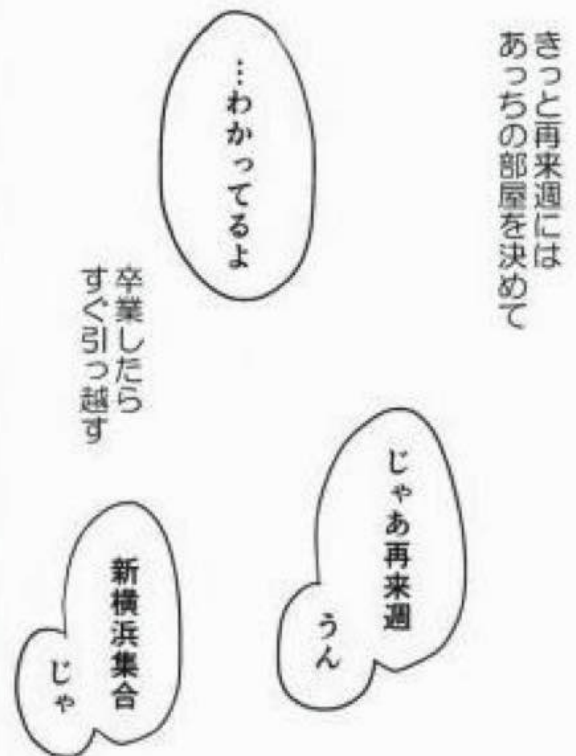 きっと再来週には
あっちの部屋を決めて
…わかってるよ
卒業したら
すぐ引っ越す
じゃあ再来週
うん
新横浜集合
じゃ